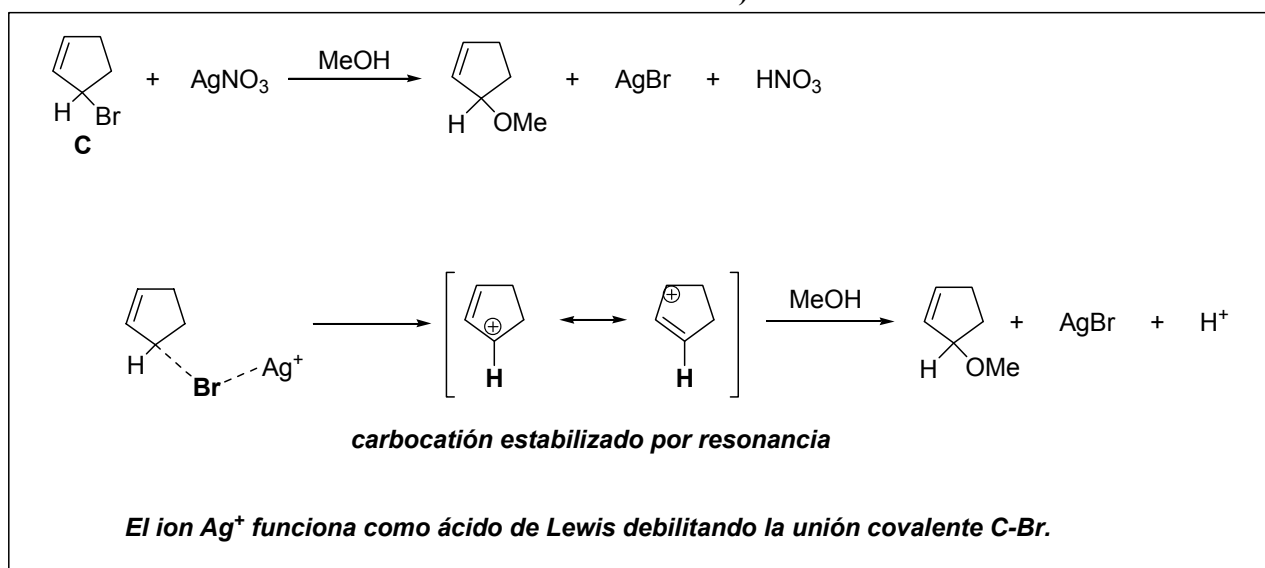 MeOH
H Br + AgNO3 H OMe + AgBr + HNO3
C
MeOH
H Br Ag+ ⊕ H ⊕ H H OMe + AgBr + H+
carbocatión estabilizado por resonancia
El ion Ag+ funciona como ácido de Lewis debilitando la unión covalente C-Br.